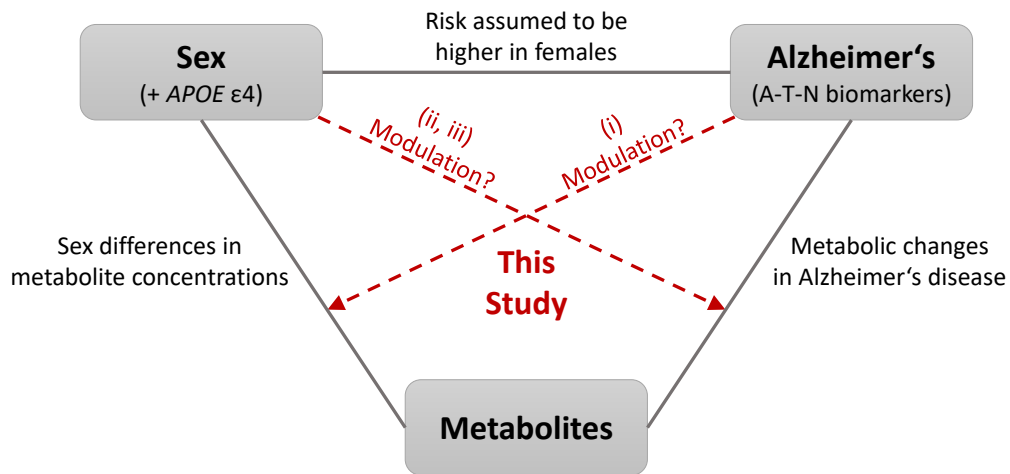 Risk assumed to be
higher in females
Sex
(+ APOE ε4)
Alzheimer‘s
(A-T-N biomarkers)
(ii, iii)
Modulation?
(i)
Modulation?
Sex differences in
metabolite concentrations
This
Study
Metabolic changes
in Alzheimer‘s disease
Metabolites